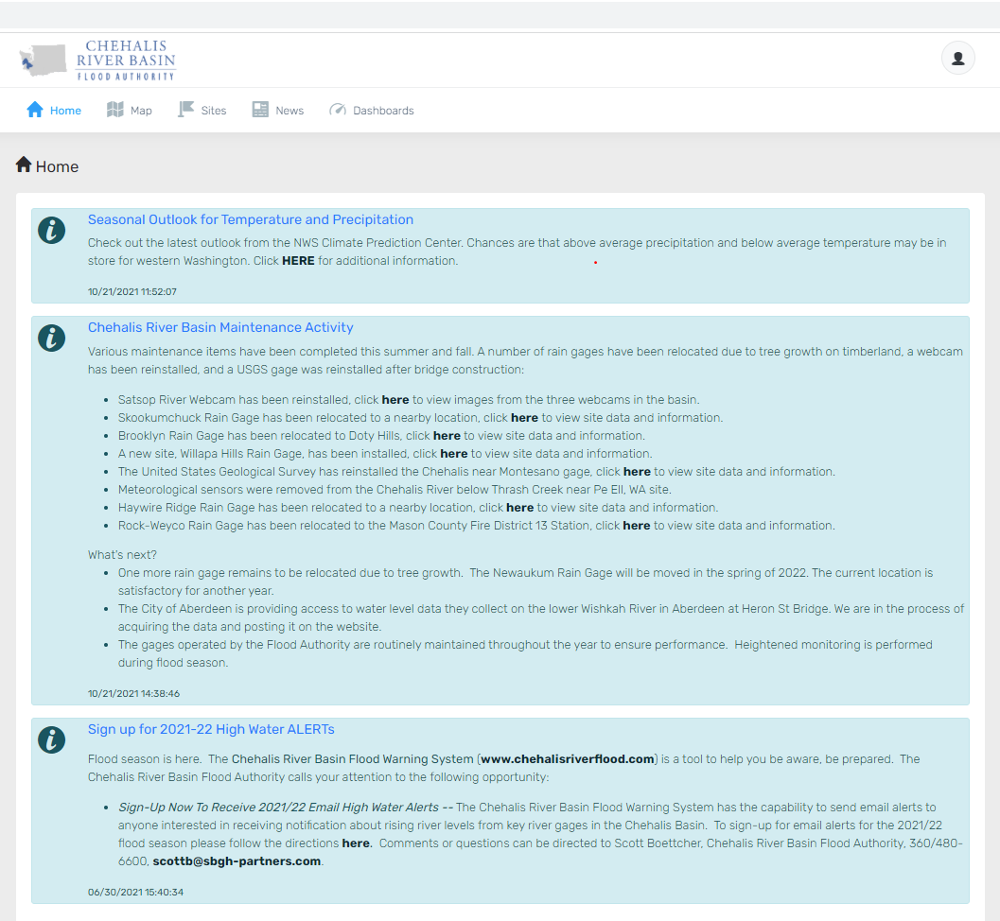 CHEHALIS
RIVER BASIN
FLOOD AUTHORITY
Home
Map
Sites
News
Dashboards
Home
Seasonal Outlook for Temperature and Precipitation
Check out the latest outlook from the NWS Climate Prediction Center. Chances are that above average precipitation and below average temperature may be in
store for western Washington. Click HERE for additional information.
10/21/2021 11:52:07
Chehalis River Basin Maintenance Activity
Various maintenance items have been completed this summer and fall. A number of rain gages have been relocated due to tree growth on timberland, a webcam
has been reinstalled, and a USGS gage was reinstalled after bridge construction:
• Satsop River Webcam has been reinstalled, click here to view images from the three webcams in the basin.
• Skookumchuck Rain Gage has been relocated to a nearby location, click here to view site data and information.
• Brooklyn Rain Gage has been relocated to Doty Hills, click here to view site data and information.
• A new site, Willapa Hills Rain Gage, has been installed, click here to view site data and information.
• The United States Geological Survey has reinstalled the Chehalis near Montesano gage, click here to view site data and information.
• Meteorological sensors were removed from the Chehalis River below Thrash Creek near Pe Ell, WA site.
• Haywire Ridge Rain Gage has been relocated to a nearby location, click here to view site data and information.
• Rock-Weyco Rain Gage has been relocated to the Mason County Fire District 13 Station, click here to view site data and information.
What's next?
• One more rain gage remains to be relocated due to tree growth. The Newaukum Rain Gage will be moved in the spring of 2022. The current location is
satisfactory for another year.
• The City of Aberdeen is providing access to water level data they collect on the lower Wishkah River in Aberdeen at Heron St Bridge. We are in the process of
acquiring the data and posting it on the website.
• The gages operated by the Flood Authority are routinely maintained throughout the year to ensure performance. Heightened monitoring is performed
during flood season.
10/21/2021 14:38:46
Sign up for 2021-22 High Water ALERTs
Flood season is here. The Chehalis River Basin Flood Warning System (www.chehalisriverflood.com) is a tool to help you be aware, be prepared. The
Chehalis River Basin Flood Authority calls your attention to the following opportunity:
• Sign-Up Now To Receive 2021/22 Email High Water Alerts -- The Chehalis River Basin Flood Warning System has the capability to send email alerts to
anyone interested in receiving notification about rising river levels from key river gages in the Chehalis Basin. To sign-up for email alerts for the 2021/22
flood season please follow the directions here. Comments or questions can be directed to Scott Boettcher, Chehalis River Basin Flood Authority, 360/480-
6600, scottb@sbgh-partners.com.
06/30/2021 15:40:34